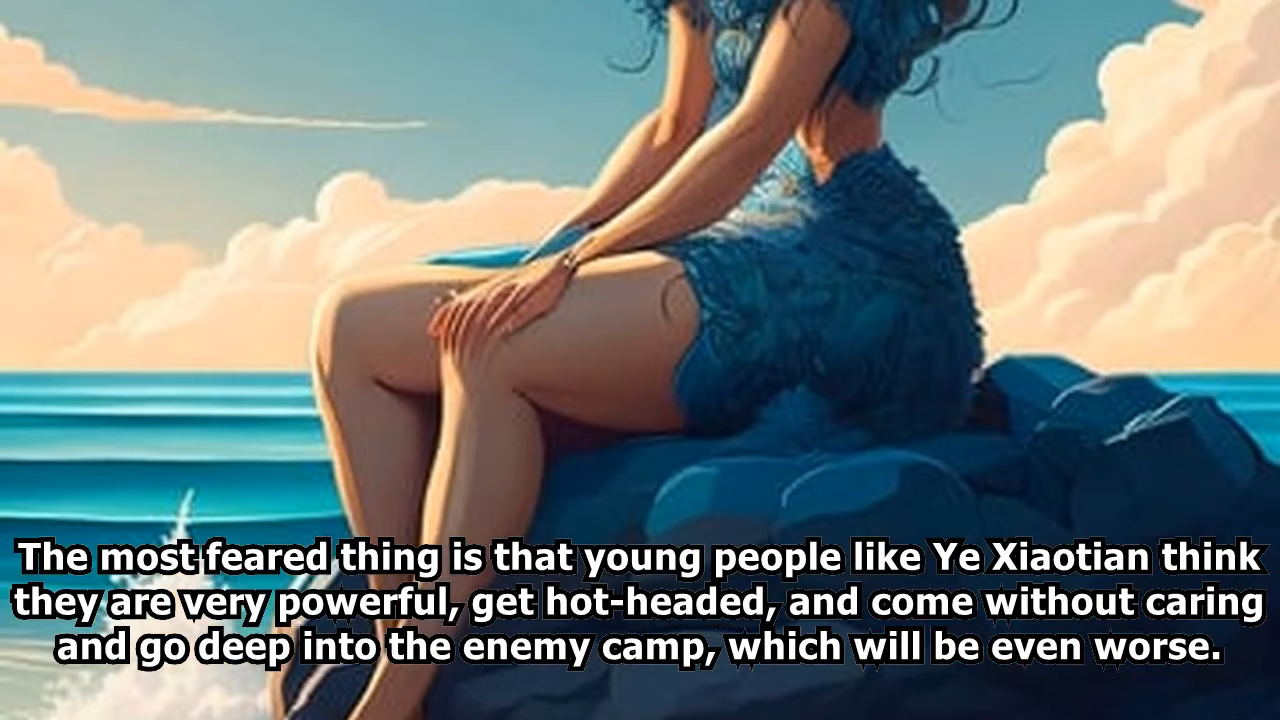 The most feared thing is that young people like Ye Xiaotian think
they are very powerful, get hot-headed, and come without caring
and go deep into the enemy camp, which will be even worse.